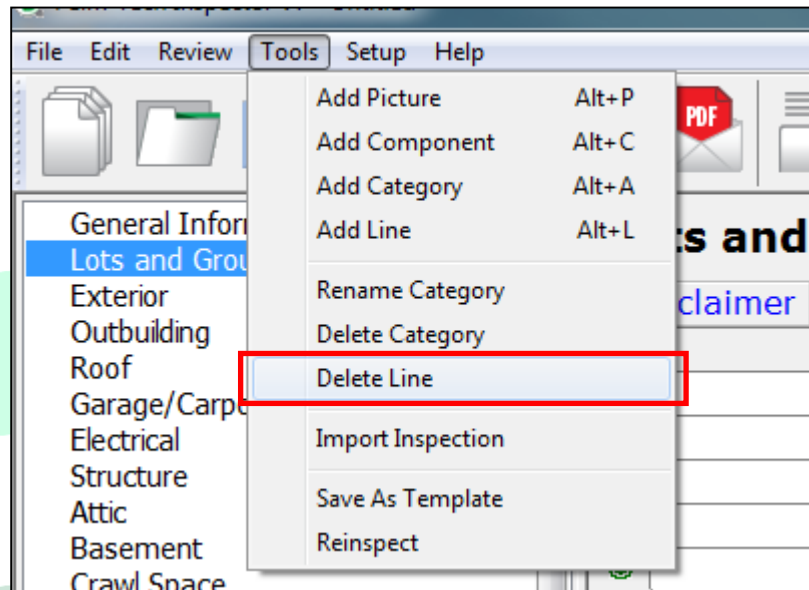 File Edit Review Tools Setup Help
Add Picture Alt+P
Add Component Alt+C
Add Category Alt+A
Add Line Alt+L
Rename Category
Delete Category
Delete Line
Import Inspection
Save As Template
Reinspect
PDF
General Infor
Lots and Grou
Exterior
Outbuilding
Roof
Garage/Carpo
Electrical
Structure
Attic
Basement
Crawl Space
s and
claimer